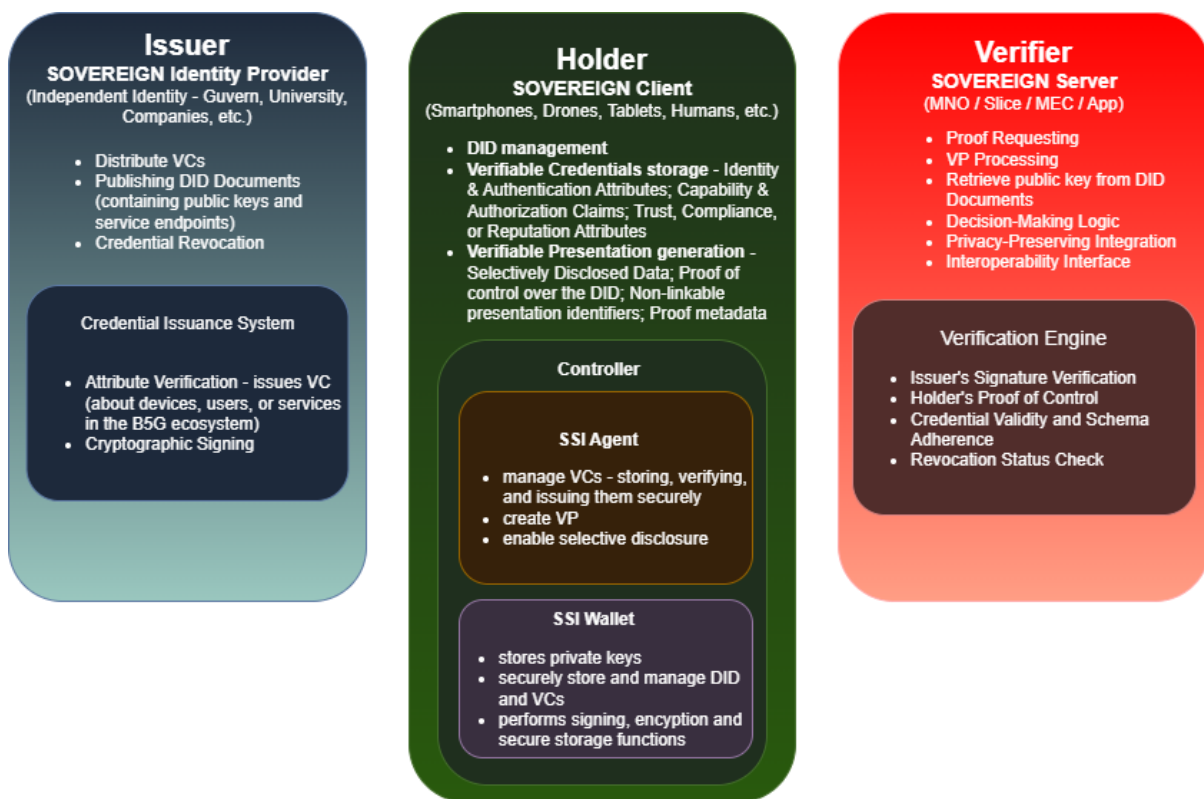 Issuer
SOVEREIGN Identity Provider
(Independent Identity - Guvern, University,
Companies, etc.)
• Distribute VCs
• Publishing DID Documents
(containing public keys and
service endpoints)
• Credential Revocation
Credential Issuance System
• Attribute Verification - issues VC
(about devices, users, or services
in the B5G ecosystem)
• Cryptographic Signing
Holder
SOVEREIGN Client
(Smartphones, Drones, Tablets, Humans, etc.)
• DID management
• Verifiable Credentials storage - Identity
& Authentication Attributes; Capability &
Authorization Claims; Trust, Compliance,
or Reputation Attributes
• Verifiable Presentation generation -
Selectively Disclosed Data; Proof of
control over the DID; Non-linkable
presentation identifiers; Proof metadata
Controller
SSI Agent
• manage VCs - storing, verifying,
and issuing them securely
• create VP
• enable selective disclosure
SSI Wallet
• stores private keys
• securely store and manage DID
and VCs
• performs signing, encyption and
secure storage functions
Verifier
SOVEREIGN Server
(MNO / Slice / MEC / App)
• Proof Requesting
• VP Processing
• Retrieve public key from DID
Documents
• Decision-Making Logic
• Privacy-Preserving Integration
• Interoperability Interface
Verification Engine
• Issuer's Signature Verification
• Holder's Proof of Control
• Credential Validity and Schema
Adherence
• Revocation Status Check